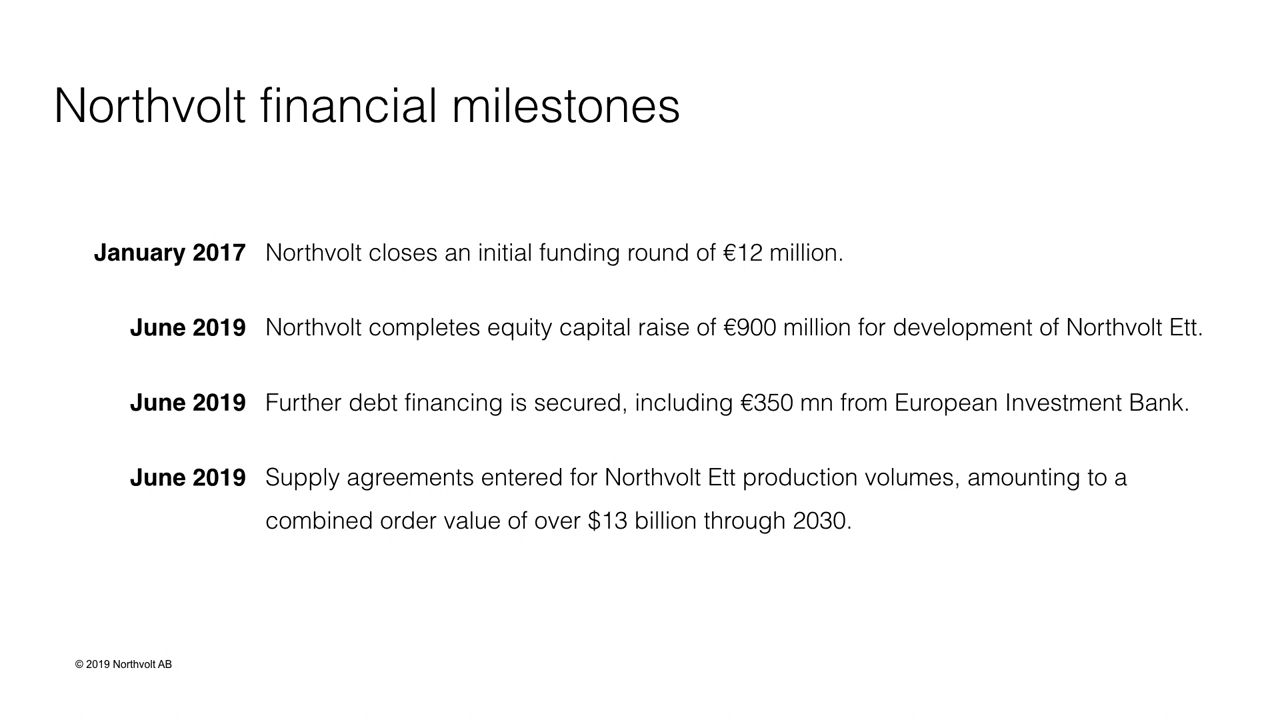 Northvolt financial milestones
January 2017 Northvolt closes an initial funding round of €12 million.
June 2019 Northvolt completes equity capital raise of €900 million for development of Northvolt Ett.
June 2019 Further debt financing is secured, including €350 mn from European Investment Bank.
June 2019 Supply agreements entered for Northvolt Ett production volumes, amounting to a
combined order value of over $13 billion through 2030.
© 2019 Northvolt AB